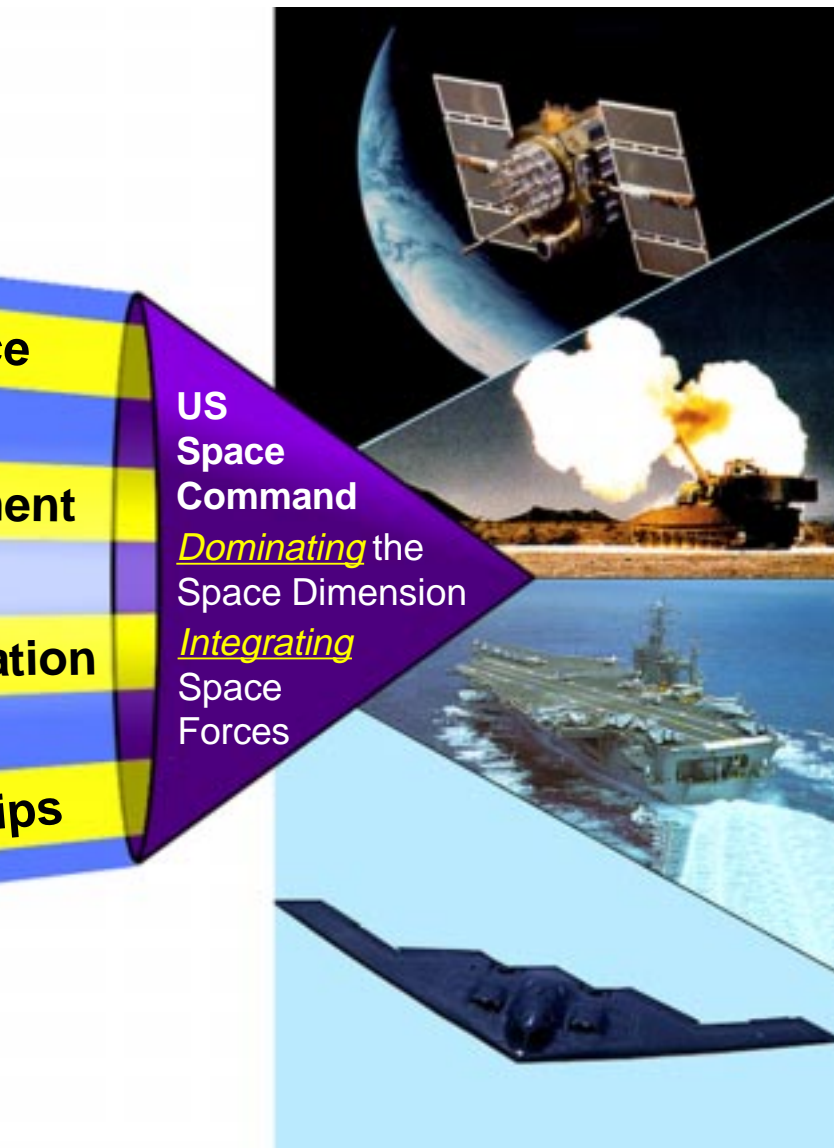 ce
ment
ation
ips
US
Space
Command
Dominating the
Space Dimension
Integrating
Space
Forces